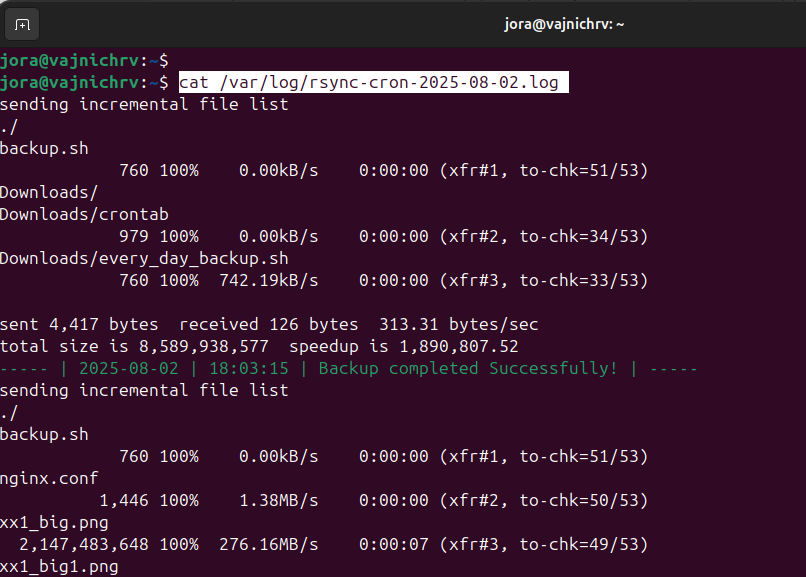 jora@vajnichrv: ~
jora@vajnichrv:~$
jora@vajnichrv:~$ cat /var/log/rsync-cron-2025-08-02.log
sending incremental file list
./
backup.sh
760 100% 0.00kB/s 0:00:00 (xfr#1, to-chk=51/53)
Downloads/
Downloads/crontab
979 100% 0.00kB/s 0:00:00 (xfr#2, to-chk=34/53)
Downloads/every_day_backup.sh
760 100% 742.19kB/s 0:00:00 (xfr#3, to-chk=33/53)
sent 4,417 bytes received 126 bytes 313.31 bytes/sec
total size is 8,589,938,577 speedup is 1,890,807.52
----- | 2025-08-02 | 18:03:15 | Backup completed Successfully! | -----
sending incremental file list
./
backup.sh
760 100% 0.00kB/s 0:00:00 (xfr#1, to-chk=51/53)
nginx.conf
1,446 100% 1.38MB/s 0:00:00 (xfr#2, to-chk=50/53)
xx1_big.png
2,147,483,648 100% 276.16MB/s 0:00:07 (xfr#3, to-chk=49/53)
xx1_big1.png